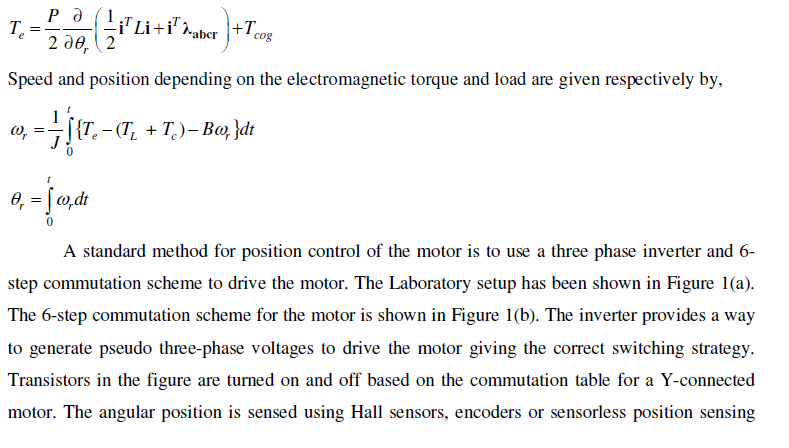 T_e = \frac{P}{2} \frac{\partial}{\partial \theta_r} \left( \frac{1}{2} \mathbf{i}^T L \mathbf{i} + \mathbf{i}^T \boldsymbol{\lambda}_{\mathbf{abcr}} \right) + T_{cog}
Speed and position depending on the electromagnetic torque and load are given respectively by,
\omega_r = \frac{1}{J} \int_0^t \{T_e - (T_L + T_c) - B\omega_r\} dt
\theta_r = \int_0^t \omega_r dt
A standard method for position control of the motor is to use a three phase inverter and 6-
step commutation scheme to drive the motor. The Laboratory setup has been shown in Figure 1(a).
The 6-step commutation scheme for the motor is shown in Figure 1(b). The inverter provides a way
to generate pseudo three-phase voltages to drive the motor giving the correct switching strategy.
Transistors in the figure are turned on and off based on the commutation table for a Y-connected
motor. The angular position is sensed using Hall sensors, encoders or sensorless position sensing